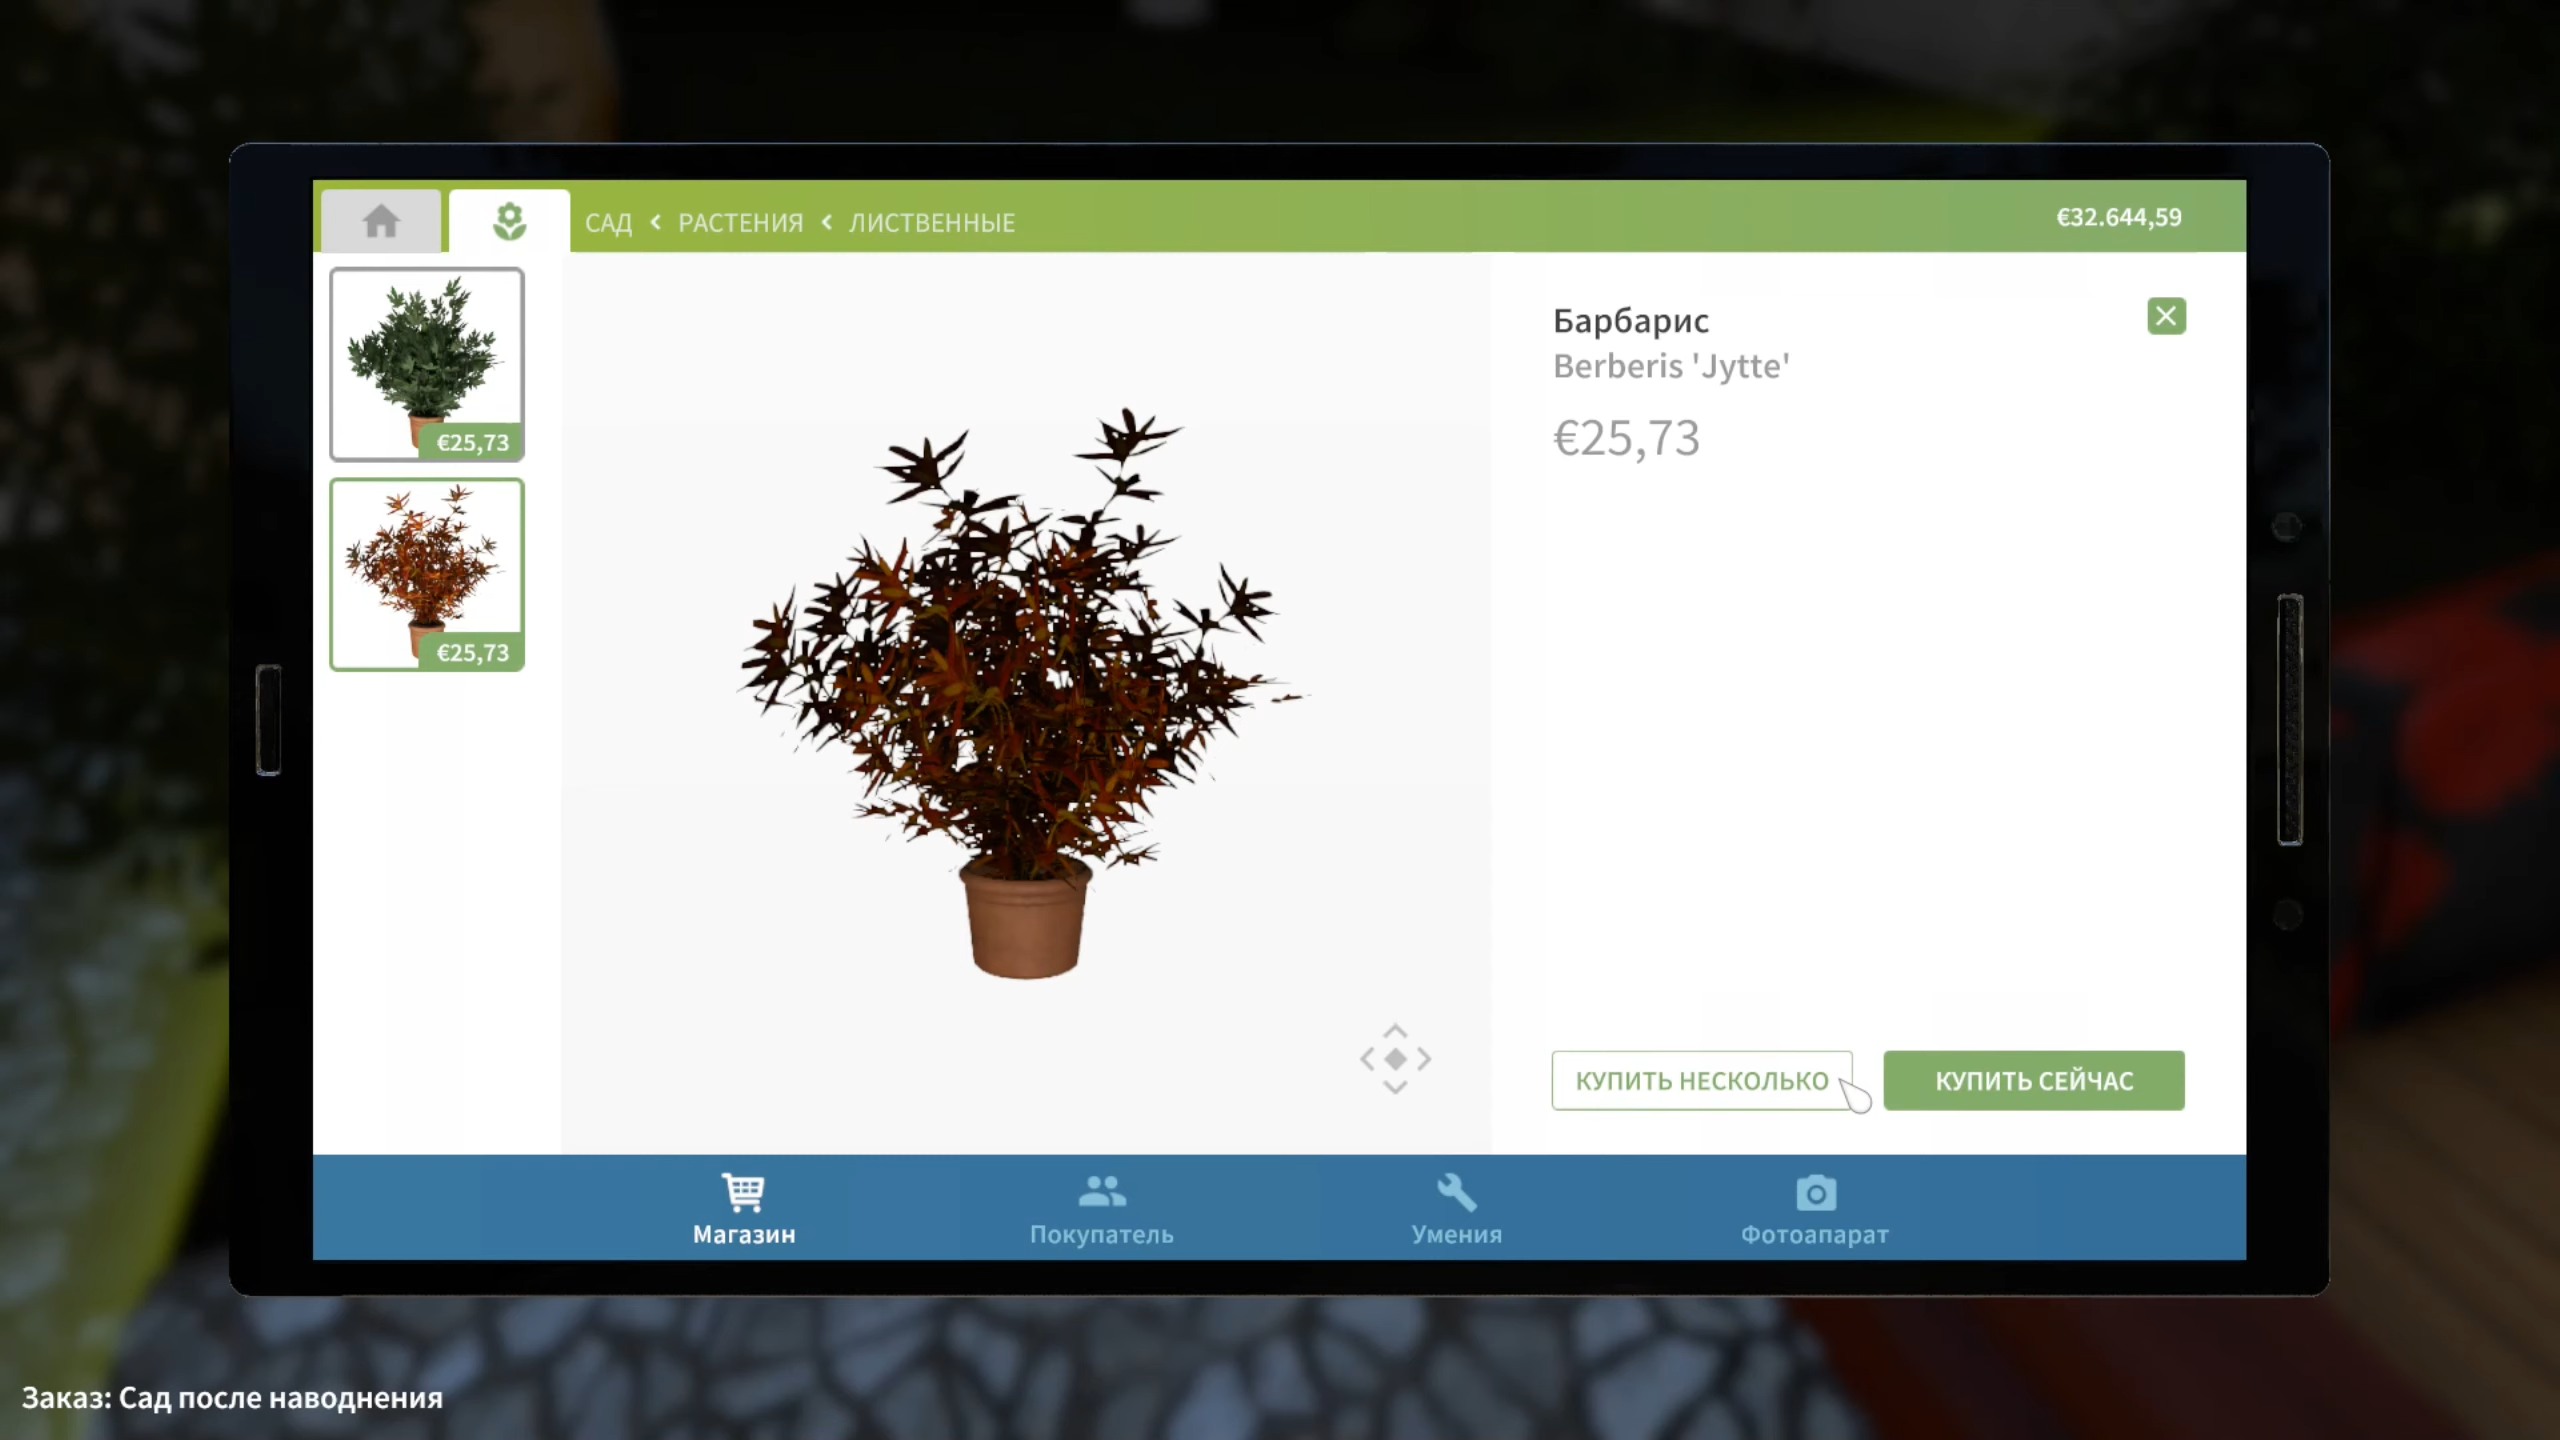 САД < РАСТЕНИЯ < ЛИСТВЕННЫЕ
€32.644,59
€25,73
€25,73
Барбарис
Berberis 'Jytte'
€25,73
КУПИТЬ НЕСКОЛЬКО
КУПИТЬ СЕЙЧАС
Магазин
Покупатель
Умения
Фотоапарат
Заказ: Сад после наводнения